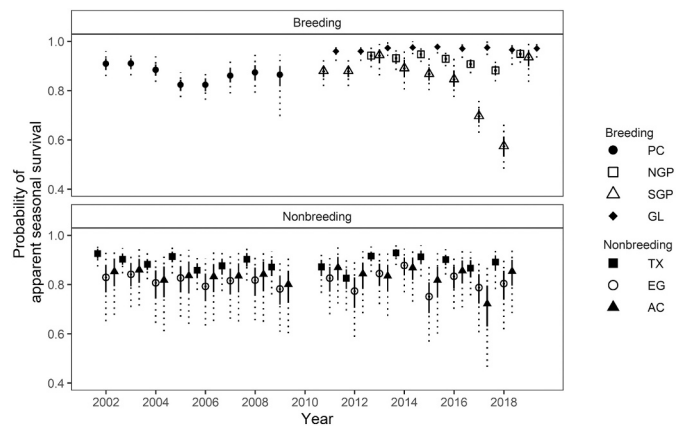 Breeding
1.0
0.8
0.6
0.4
Nonbreeding
1.0
0.8
0.6
0.4
Probability of
apparent seasonal survival
2002 2004 2006 2008 2010 2012 2014 2016 2018
Year
Breeding
PC
NGP
SGP
GL
Nonbreeding
TX
EG
AC